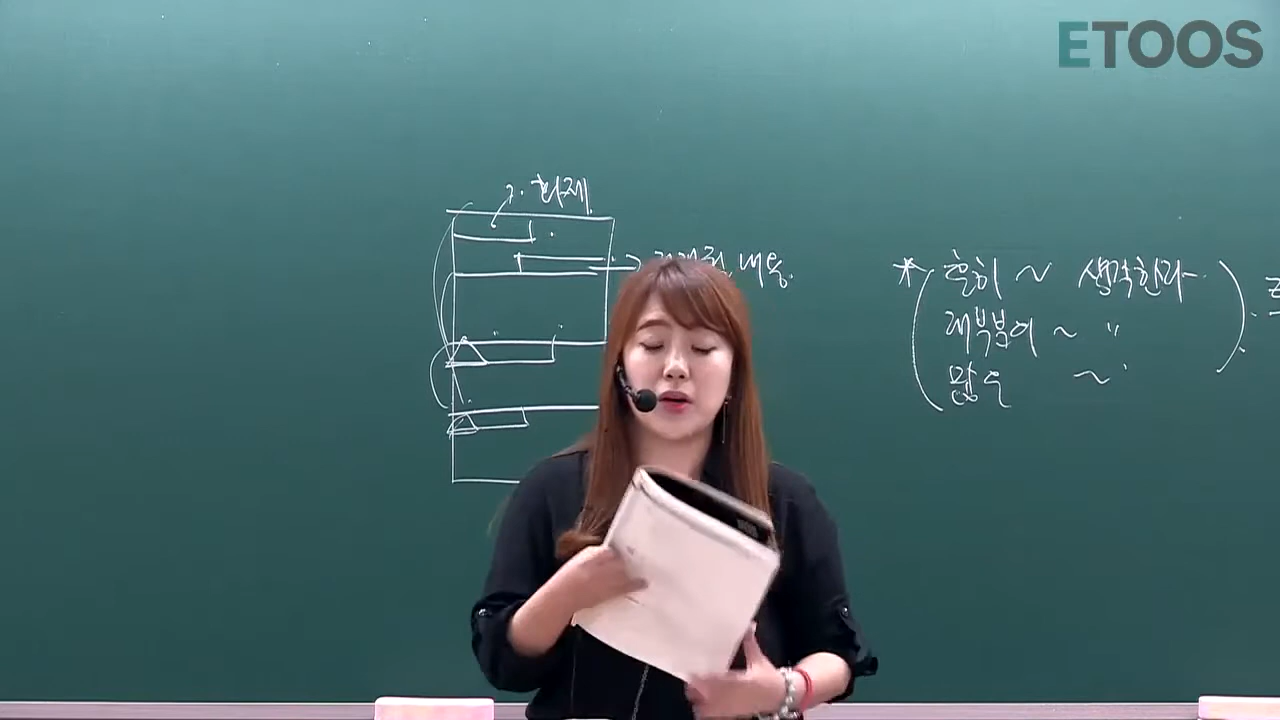 ETOOS
?. 화제
내용.
* 흔히 ~ 생각한다.
대부분이 ~ "
많은 ~ "